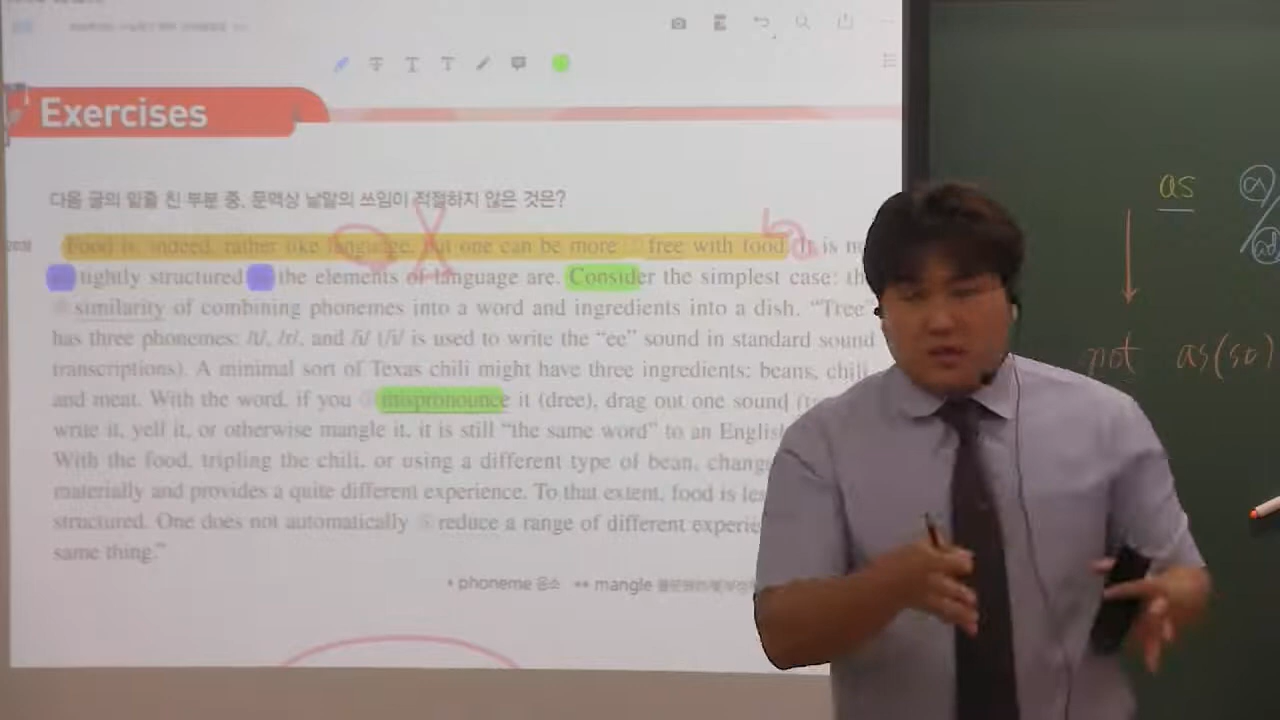 Exercises
다음 글의 밑줄 친 부분 중, 문맥상 낱말의 쓰임이 적절하지 않은 것은?
Food is, indeed, rather like language, but one can be more free with food. It is
tightly structured the elements of language are. Consider the simplest case:
similarity of combining phonemes into a word and ingredients into a dish. “Tree”
has three phonemes: /t/, /r/, and /i/ (/i/ is used to write the “ee” sound in standard sound
transcriptions). A minimal sort of Texas chili might have three ingredients: beans,
and meat. With the word, if you mispronounce it (dree), drag out one sound
write it, yell it, or otherwise mangle it, it is still “the same word” to an
With the food, tripling the chili, or using a different type of bean,
materially and provides a quite different experience. To that extent, food is
structured. One does not automatically reduce a range of different
same thing.”
* phoneme 음소 ** mangle
as
not as(so)